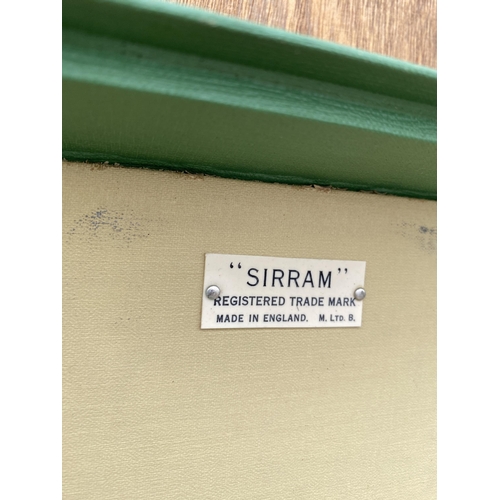 "SIRRAM"
REGISTERED TRADE MARK
MADE IN ENGLAND. M. LTD. B.